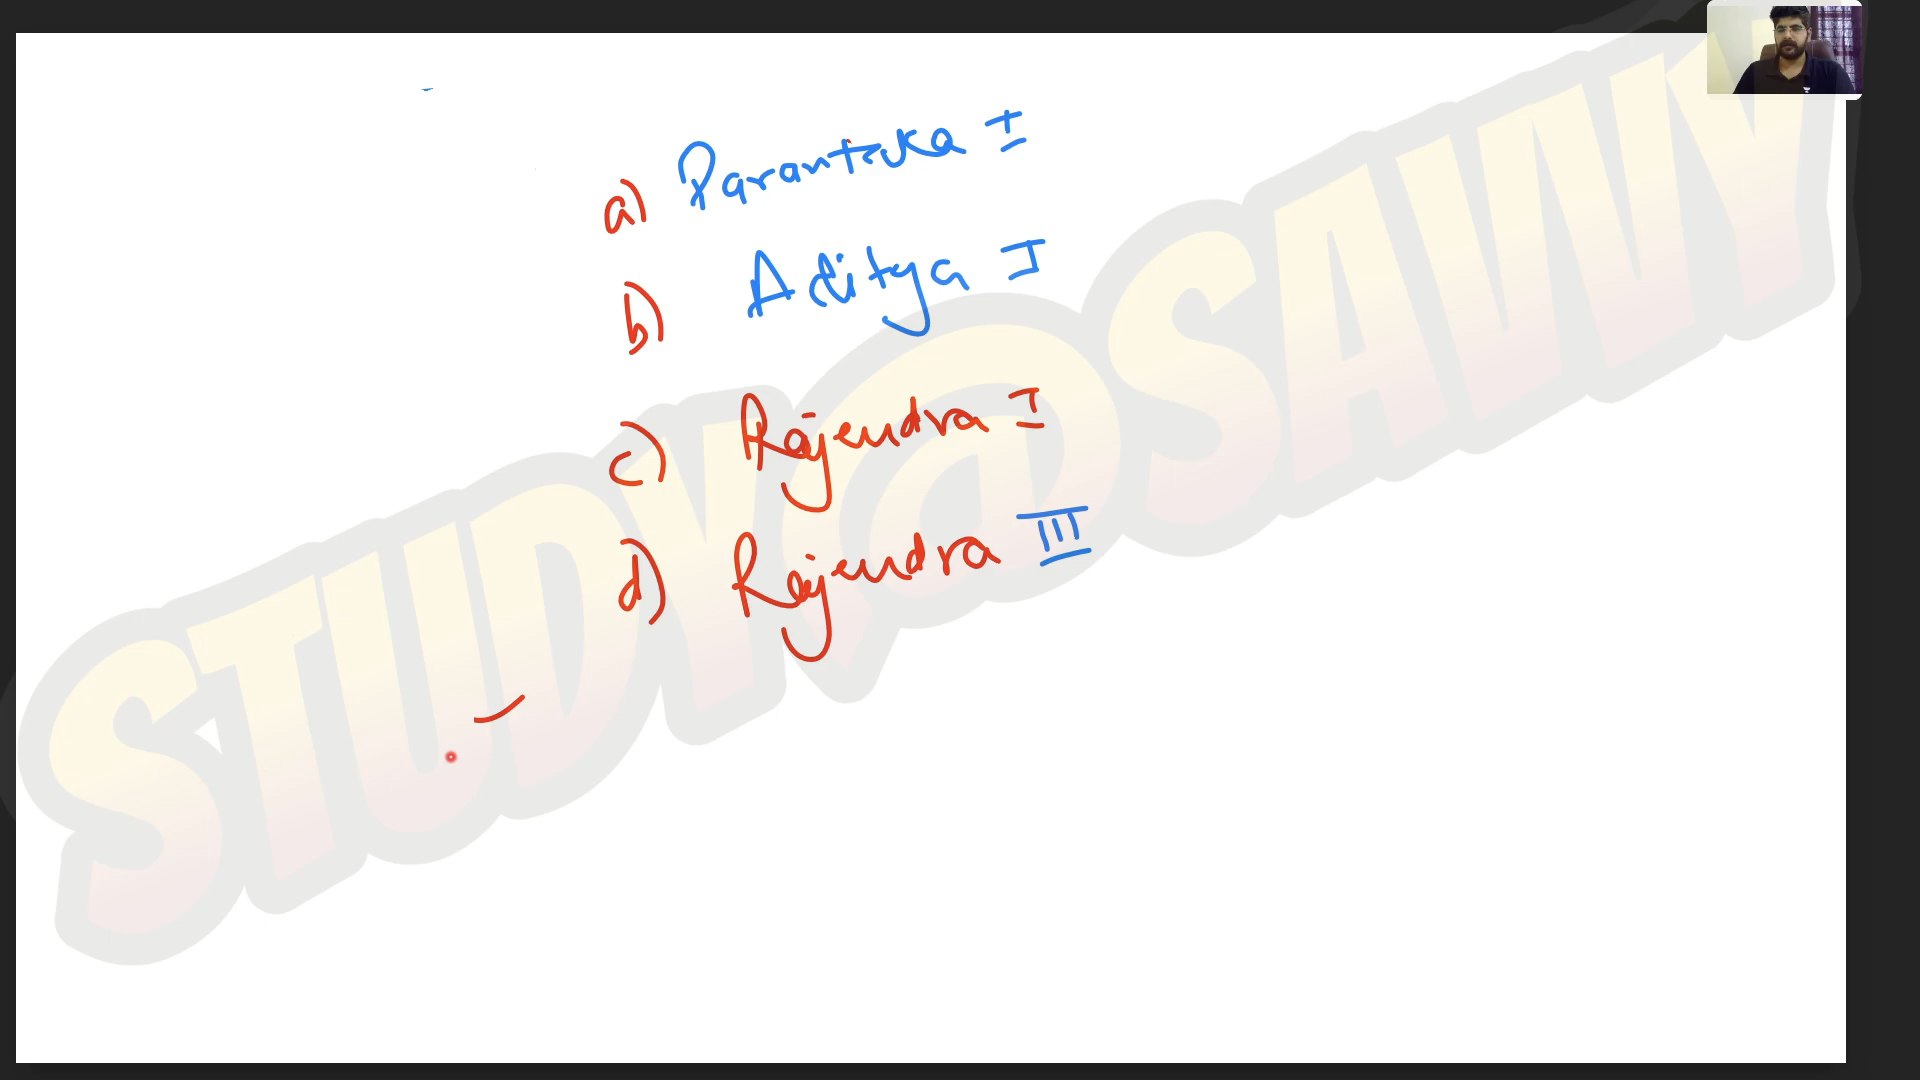 a) Parantaka I
b) Aditya I
c) Rajendra I
d) Rajendra III
STUDY@SAVVY